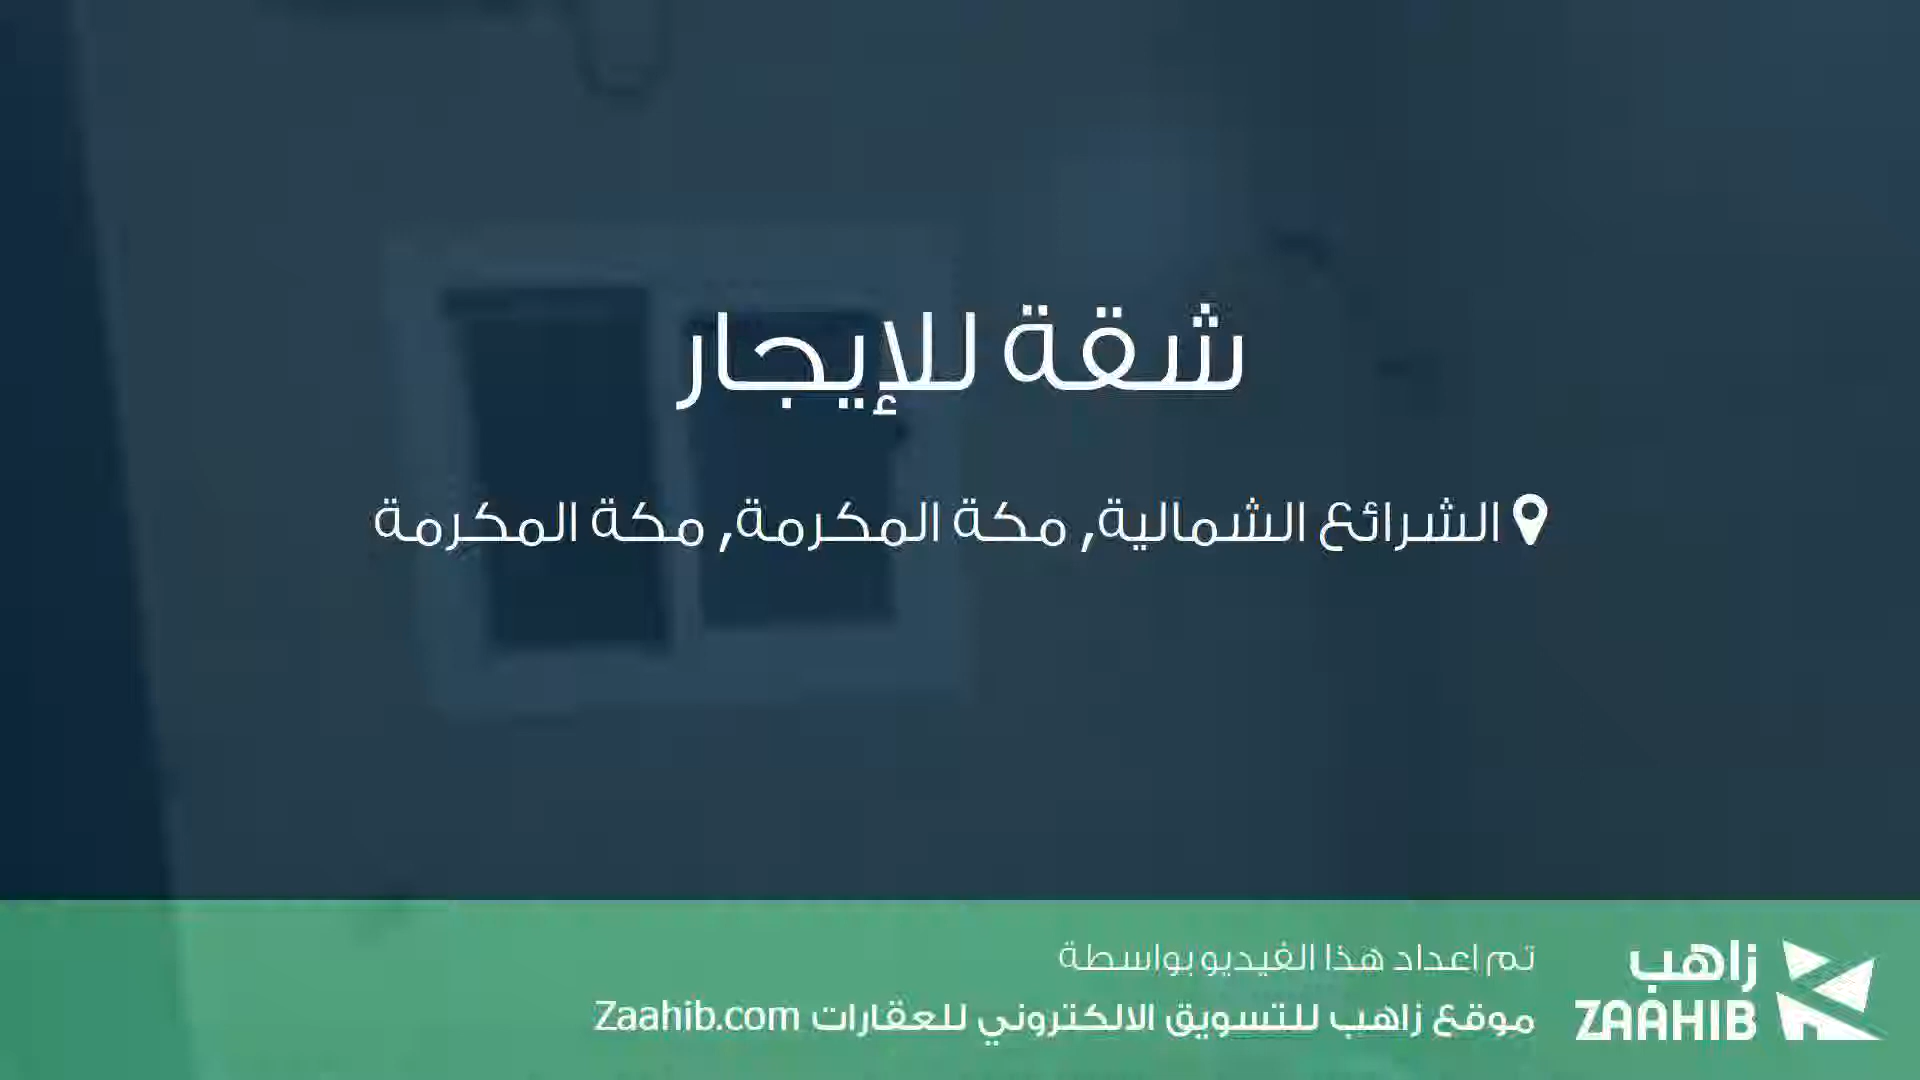 شقة للإيجار
الشرائع الشمالية, مكة المكرمة, مكة المكرمة
زاهب
ZAAHIB
تم اعداد هذا الفيديو بواسطة
موقع زاهب للتسويق الالكتروني للعقارات Zaahib.com